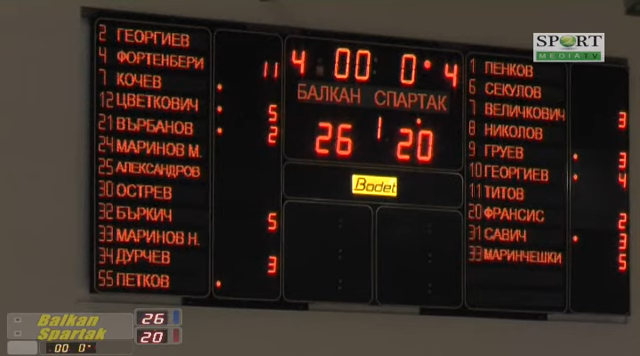 2 ГЕОРГИЕВ
4 ФОРТЕНБЕРИ 11
7 КОЧЕВ
12 ЦВЕТКОВИЧ 5
21 ВЪРБАНОВ 2
24 МАРИНОВ М.
25 АЛЕКСАНДРОВ
30 ОСТРЕВ
32 БЪРКИЧ 5
33 МАРИНОВ Н.
34 ДУРЧЕВ 3
55 ПЕТКОВ
4 00 0 4
БАЛКАН СПАРТАК
26 1 20
Bodet
1 ПЕНКОВ
6 СЕКУЛОВ
7 ВЕЛИЧКОВИЧ 3
8 НИКОЛОВ
9 ГРУЕВ 3
10 ГЕОРГИЕВ 4
11 ТИТОВ
20 ФРАНСИС 2
31 САВИЧ 3
33 МАРИНЧЕШКИ 5
SPORT
MEDIA TV
Balkan 26
Spartak 20
00 0